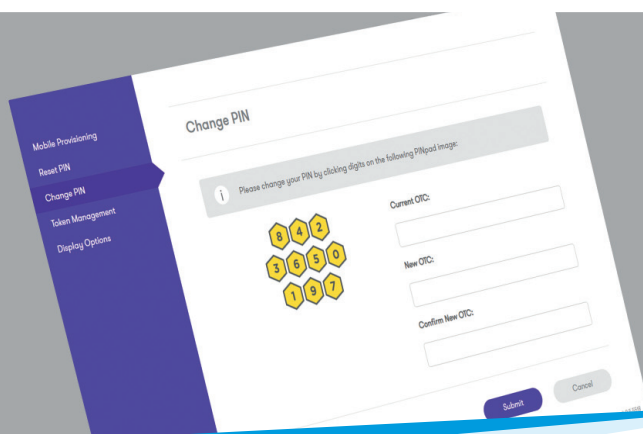 Mobile Provisioning
Reset PIN
Change PIN
Token Management
Display Options
Change PIN
i Please change your PIN by clicking digits on the following PINpad image:
8 4 2
3 6 5 0
1 9 7
Current OTC:
New OTC:
Confirm New OTC:
Submit Cancel